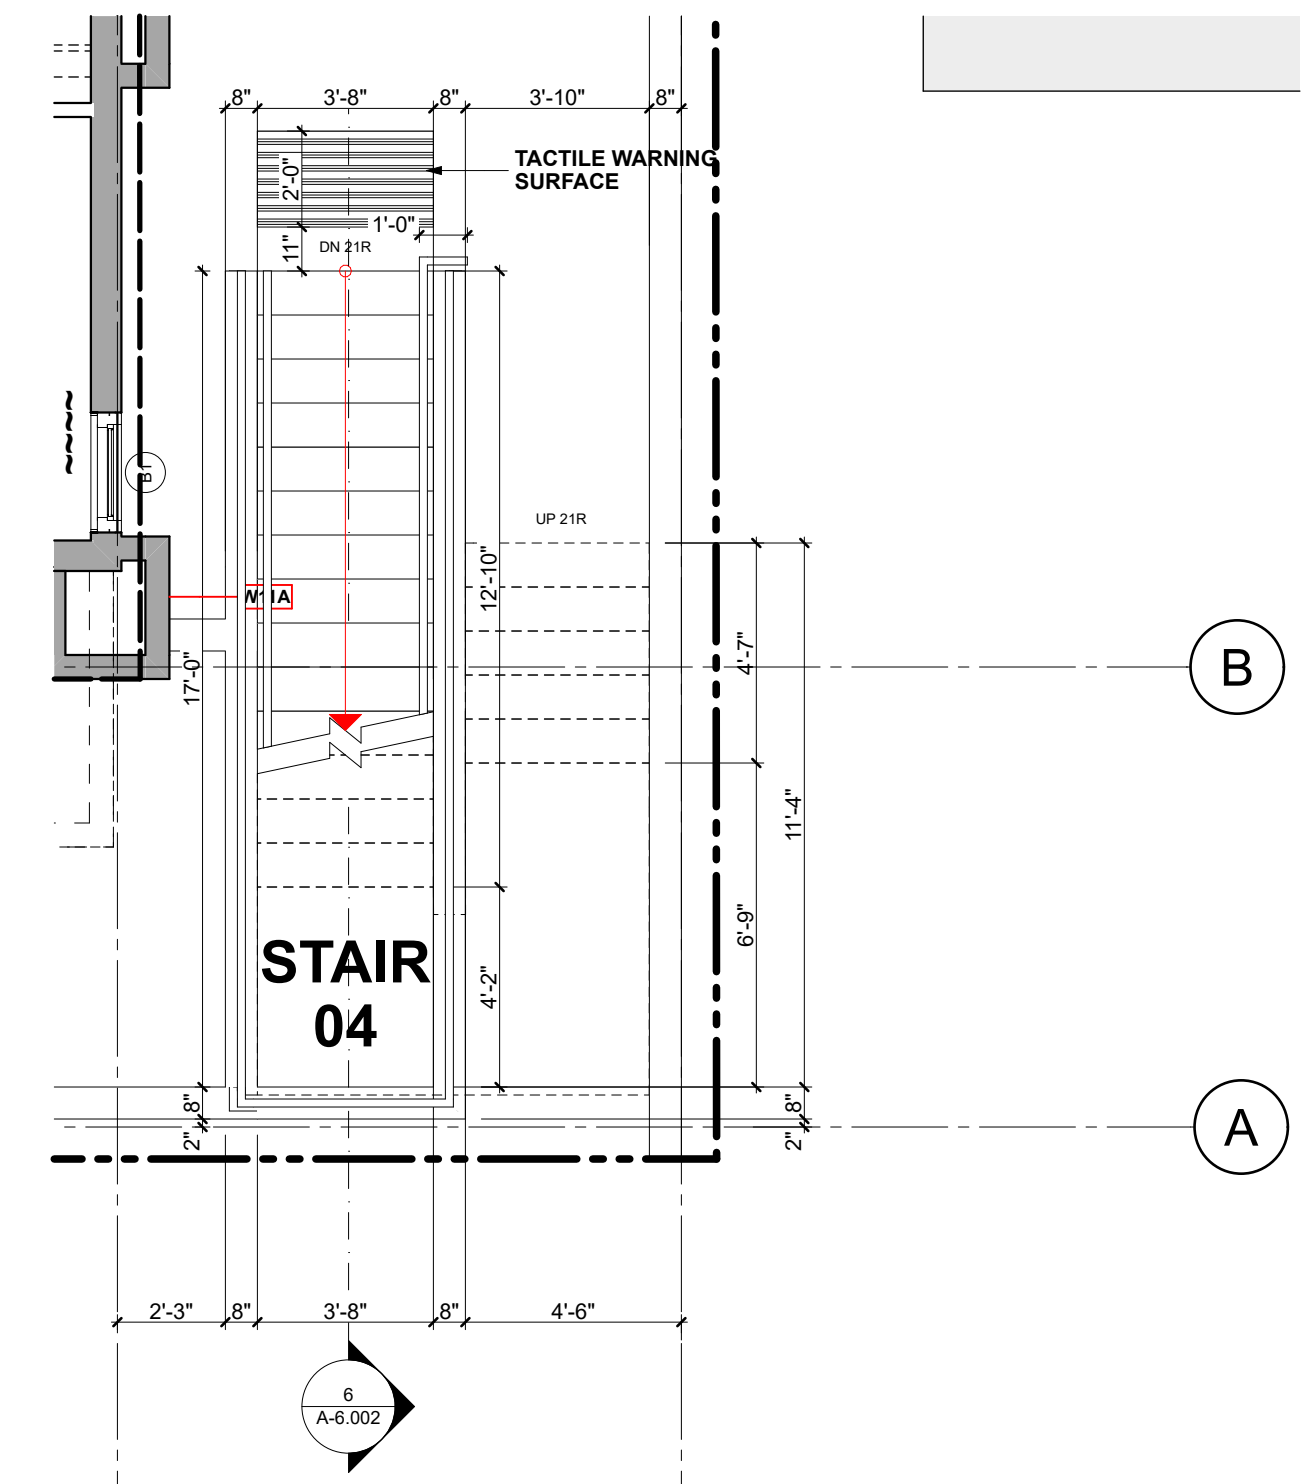 8" 3'-8" 8" 3'-10" 8"
TACTILE WARNING
SURFACE
2'-0"
1'-0"
11"
DN 21R
B1
UP 21R
12'-10"
W11A
17'-0"
4'-7"
B
11'-4"
6'-9"
STAIR
04
4'-2"
8"
8"
2"
2"
A
2'-3" 8" 3'-8" 8" 4'-6"
6
A-6.002